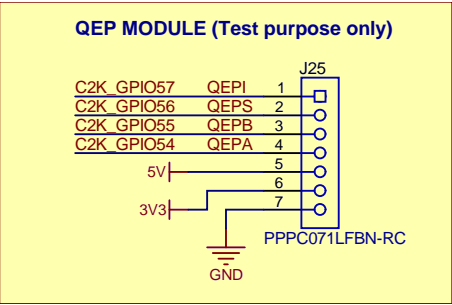 QEP MODULE (Test purpose only)
J25
C2K_GPIO57 QEPI 1
C2K_GPIO56 QEPS 2
C2K_GPIO55 QEPB 3
C2K_GPIO54 QEPA 4
5V 5
6
3V3 7
PPPC071LFBN-RC
GND